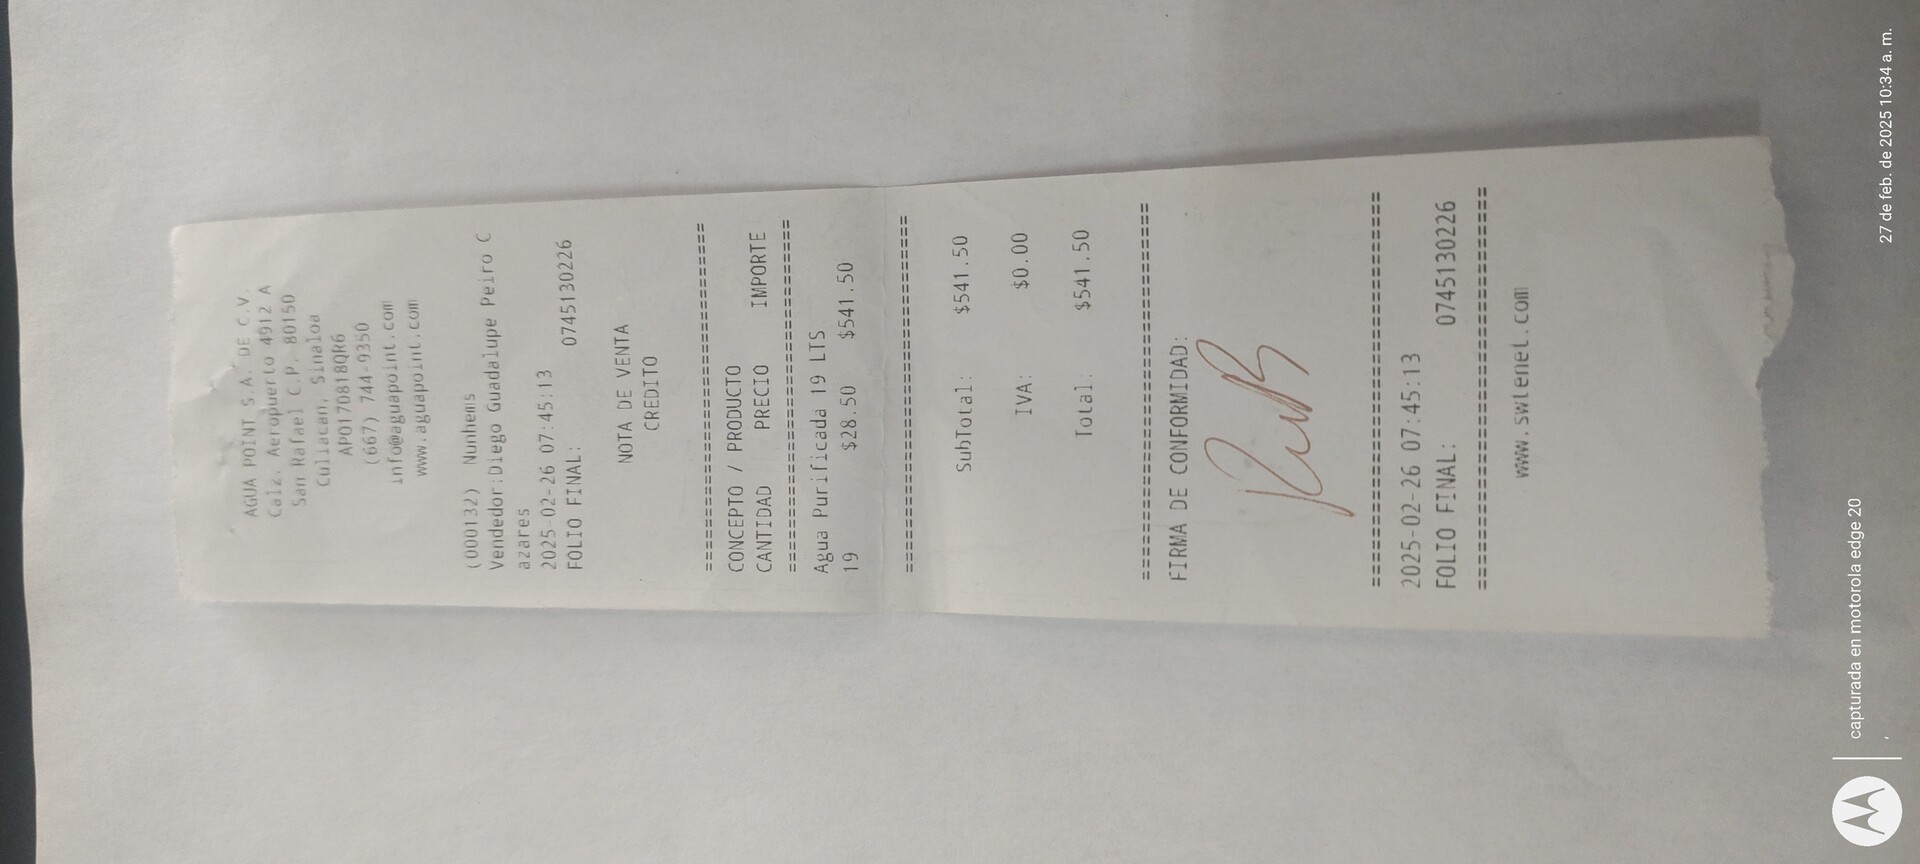 AGUA POINT S.A. DE C.V.
Calz. Aeropuerto 4912 A
San Rafael C.P. 80150
Culiacan, Sinaloa
APO170818QR6
(667) 744-9350
info@aguapoint.com
www.aguapoint.com
(000132) Nunhems
Vendedor:Diego Guadalupe Peiro C
azares
2025-02-26 07:45:13
FOLIO FINAL: 0745130226
NOTA DE VENTA
CREDITO
================================
CONCEPTO / PRODUCTO
CANTIDAD PRECIO IMPORTE
================================
Agua Purificada 19 LTS
19 $28.50 $541.50
================================
SubTotal: $541.50
IVA: $0.00
Total: $541.50
================================
FIRMA DE CONFORMIDAD:
================================
2025-02-26 07:45:13
FOLIO FINAL: 0745130226
================================
www.swtenet.com
capturada en motorola edge 20
27 de feb. de 2025 10:34 a. m.